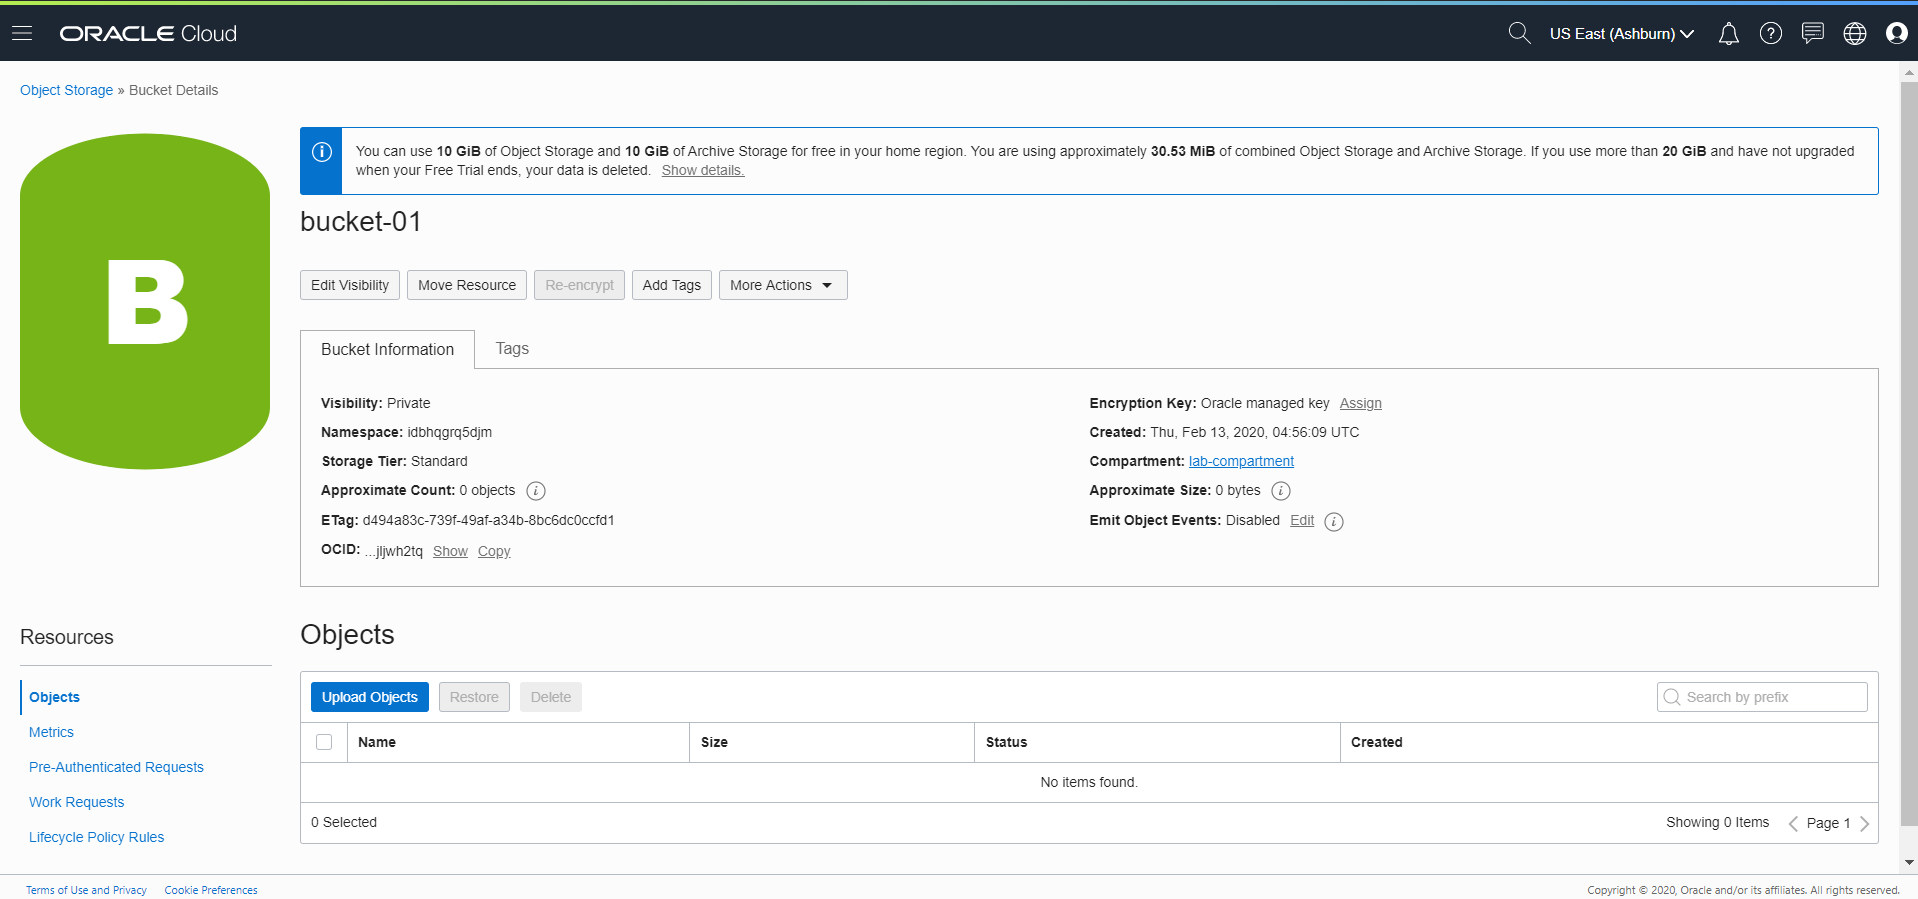 ORACLE Cloud
US East (Ashburn)
Object Storage » Bucket Details
You can use 10 GiB of Object Storage and 10 GiB of Archive Storage for free in your home region. You are using approximately 30.53 MiB of combined Object Storage and Archive Storage. If you use more than 20 GiB and have not upgraded
when your Free Trial ends, your data is deleted. Show details.
B
bucket-01
Edit Visibility Move Resource Re-encrypt Add Tags More Actions
Bucket Information Tags
Visibility: Private
Namespace: idbhqgrq5djm
Storage Tier: Standard
Approximate Count: 0 objects
ETag: d494a83c-739f-49af-a34b-8bc6dc0ccfd1
OCID: ...jljwh2tq Show Copy
Encryption Key: Oracle managed key Assign
Created: Thu, Feb 13, 2020, 04:56:09 UTC
Compartment: lab-compartment
Approximate Size: 0 bytes
Emit Object Events: Disabled Edit
Resources
Objects
Metrics
Pre-Authenticated Requests
Work Requests
Lifecycle Policy Rules
Objects
Upload Objects Restore Delete Search by prefix
Name Size Status Created
No items found.
0 Selected Showing 0 Items Page 1
Terms of Use and Privacy Cookie Preferences Copyright © 2020, Oracle and/or its affiliates. All rights reserved.